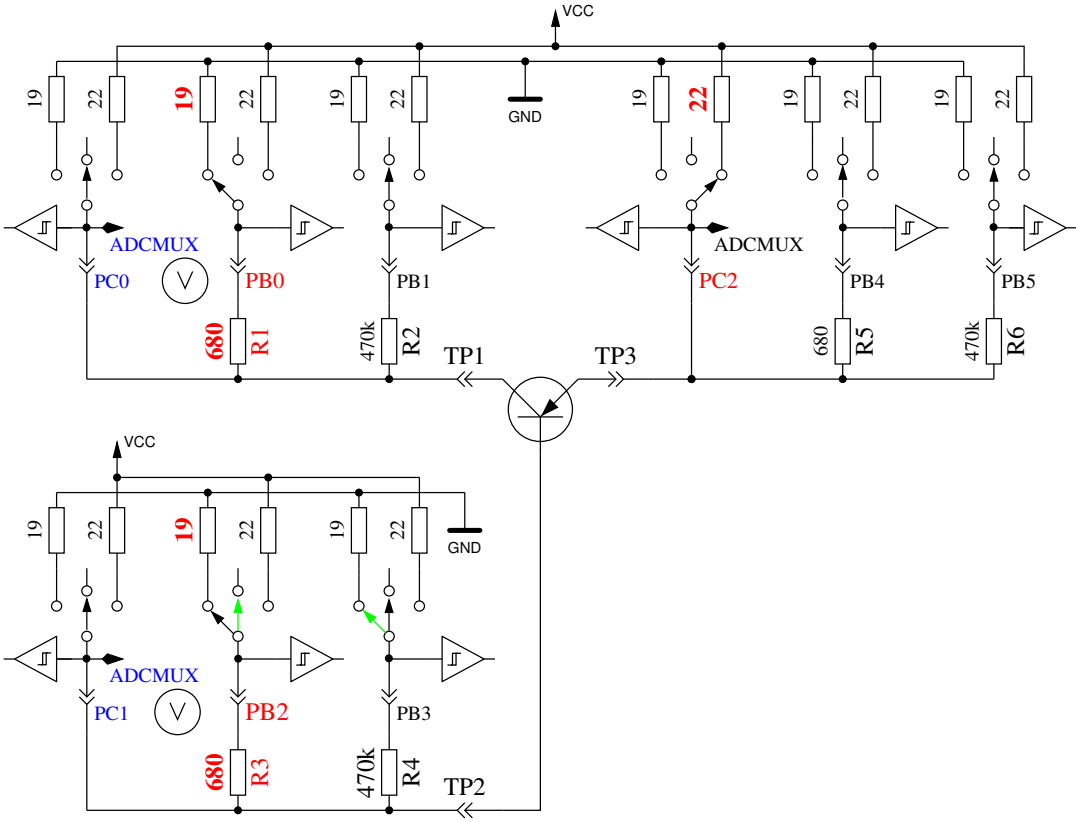 VCC
19
22
19
22
19
22
GND
19
22
19
22
19
22
ADCMUX
PC0
V
PB0
PB1
ADCMUX
PC2
PB4
PB5
680
R1
470k
R2
680
R5
470k
R6
TP1
TP3
VCC
19
22
19
22
19
22
GND
ADCMUX
PC1
V
PB2
PB3
680
R3
470k
R4
TP2